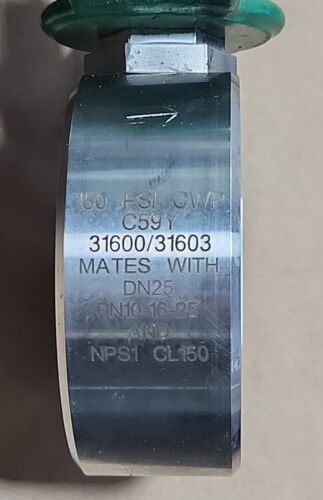 150 PSI CWP
C59Y
31600/31603
MATES WITH
DN25
PN10-16-25
AND
NPS1 CL150